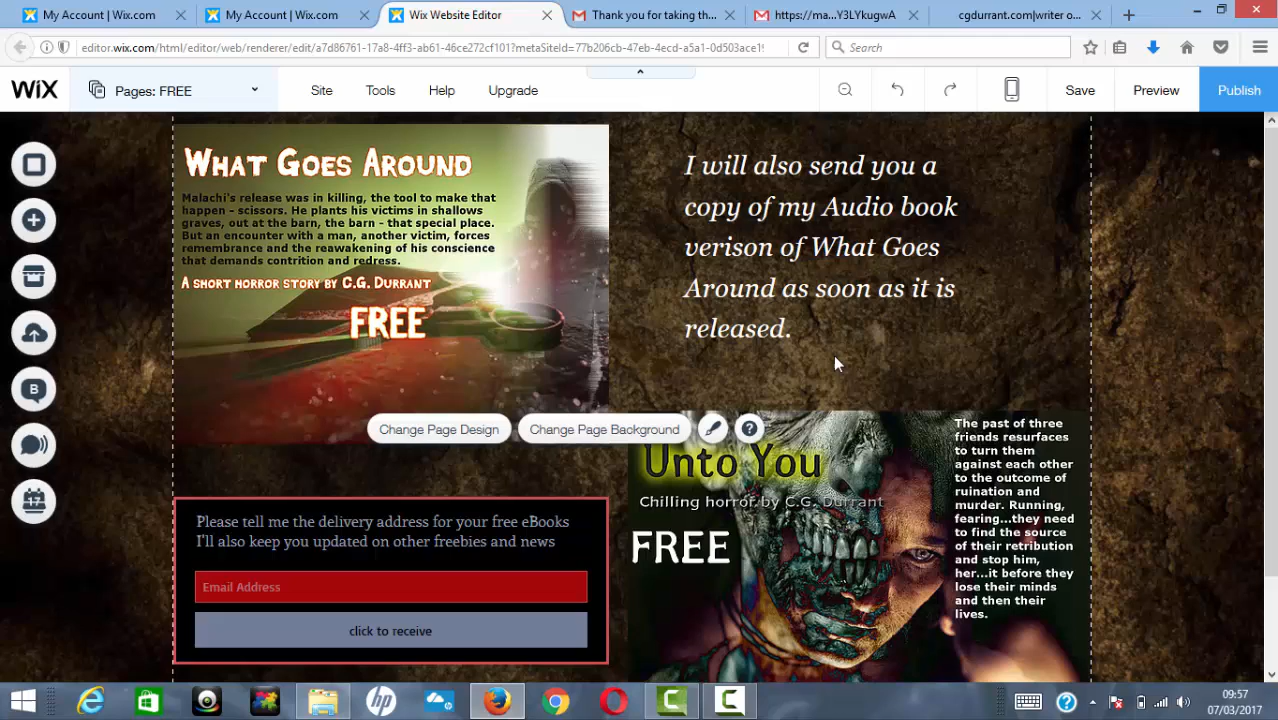 My Account | Wix.com
My Account | Wix.com
Wix Website Editor
Thank you for taking th...
https://ma...Y3LYkugwA
cgdurrant.com|writer o...
editor.wix.com/html/editor/web/renderer/edit/a7d86761-17a8-4ff3-ab61-46ce272cf101?metaSiteId=77b206cb-47eb-4ecd-a5a1-0d503ace19
Search
WiX
Pages: FREE
Site
Tools
Help
Upgrade
Save
Preview
Publish
What Goes Around
Malachi's release was in killing, the tool to make that
happen - scissors. He plants his victims in shallows
graves, out at the barn, the barn - that special place.
But an encounter with a man, another victim, forces
remembrance and the reawakening of his conscience
that demands contrition and redress.
A short horror story by C.G. Durrant
FREE
I will also send you a
copy of my Audio book
verison of What Goes
Around as soon as it is
released.
Change Page Design
Change Page Background
?
B
17
Unto You
Chilling horror by C.G. Durrant
FREE
The past of three
friends resurfaces
to turn them
against each other
to the outcome of
ruination and
murder. Running,
fearing...they need
to find the source
of their retribution
and stop him,
her...it before they
lose their minds
and then their
lives.
Please tell me the delivery address for your free eBooks
I'll also keep you updated on other freebies and news
Email Address
click to receive
hp
09:57
07/03/2017